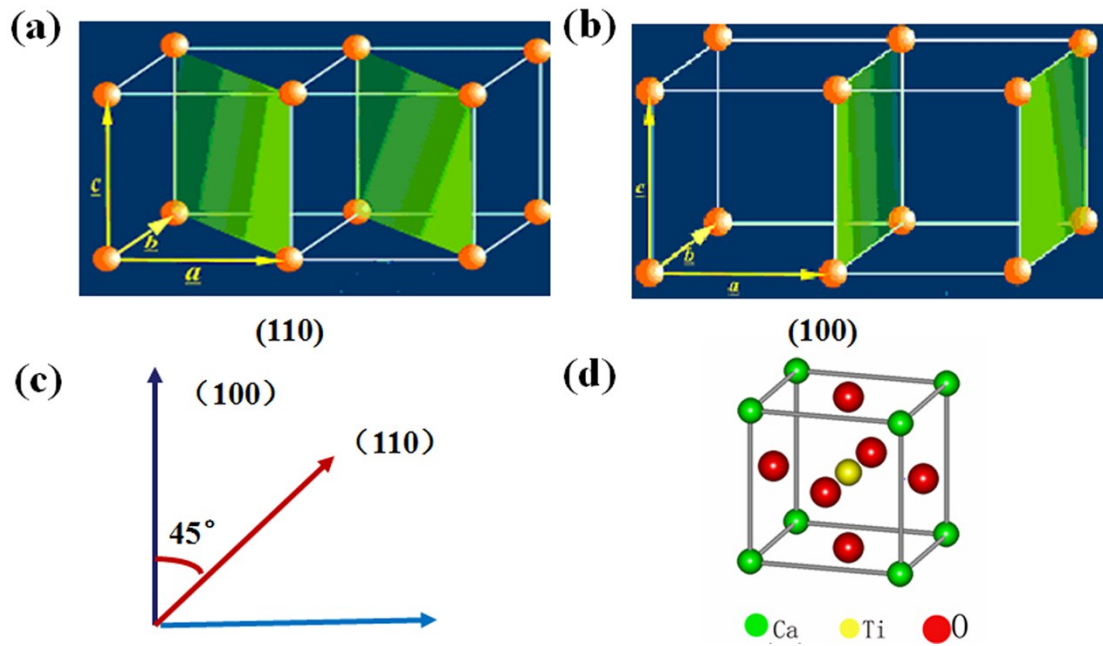 (a)
c
b
a
(110)
(b)
c
b
a
(100)
(c)
（100）
（110）
45°
(d)
Ca
Ti
O